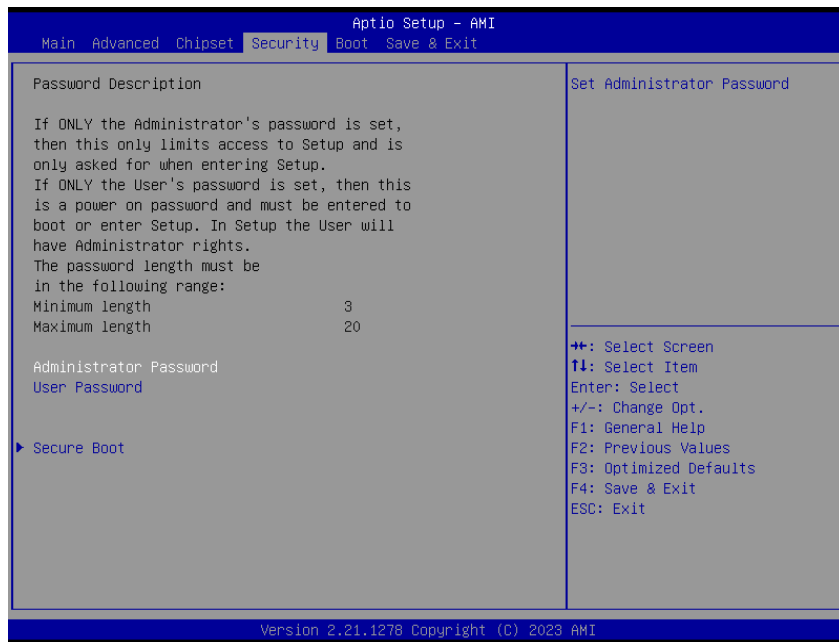 Aptio Setup – AMI
Main Advanced Chipset Security Boot Save & Exit
Password Description
If ONLY the Administrator's password is set,
then this only limits access to Setup and is
only asked for when entering Setup.
If ONLY the User's password is set, then this
is a power on password and must be entered to
boot or enter Setup. In Setup the User will
have Administrator rights.
The password length must be
in the following range:
Minimum length 3
Maximum length 20
Administrator Password
User Password
Secure Boot
Set Administrator Password
→←: Select Screen
↑↓: Select Item
Enter: Select
+/-: Change Opt.
F1: General Help
F2: Previous Values
F3: Optimized Defaults
F4: Save & Exit
ESC: Exit
Version 2.21.1278 Copyright (C) 2023 AMI